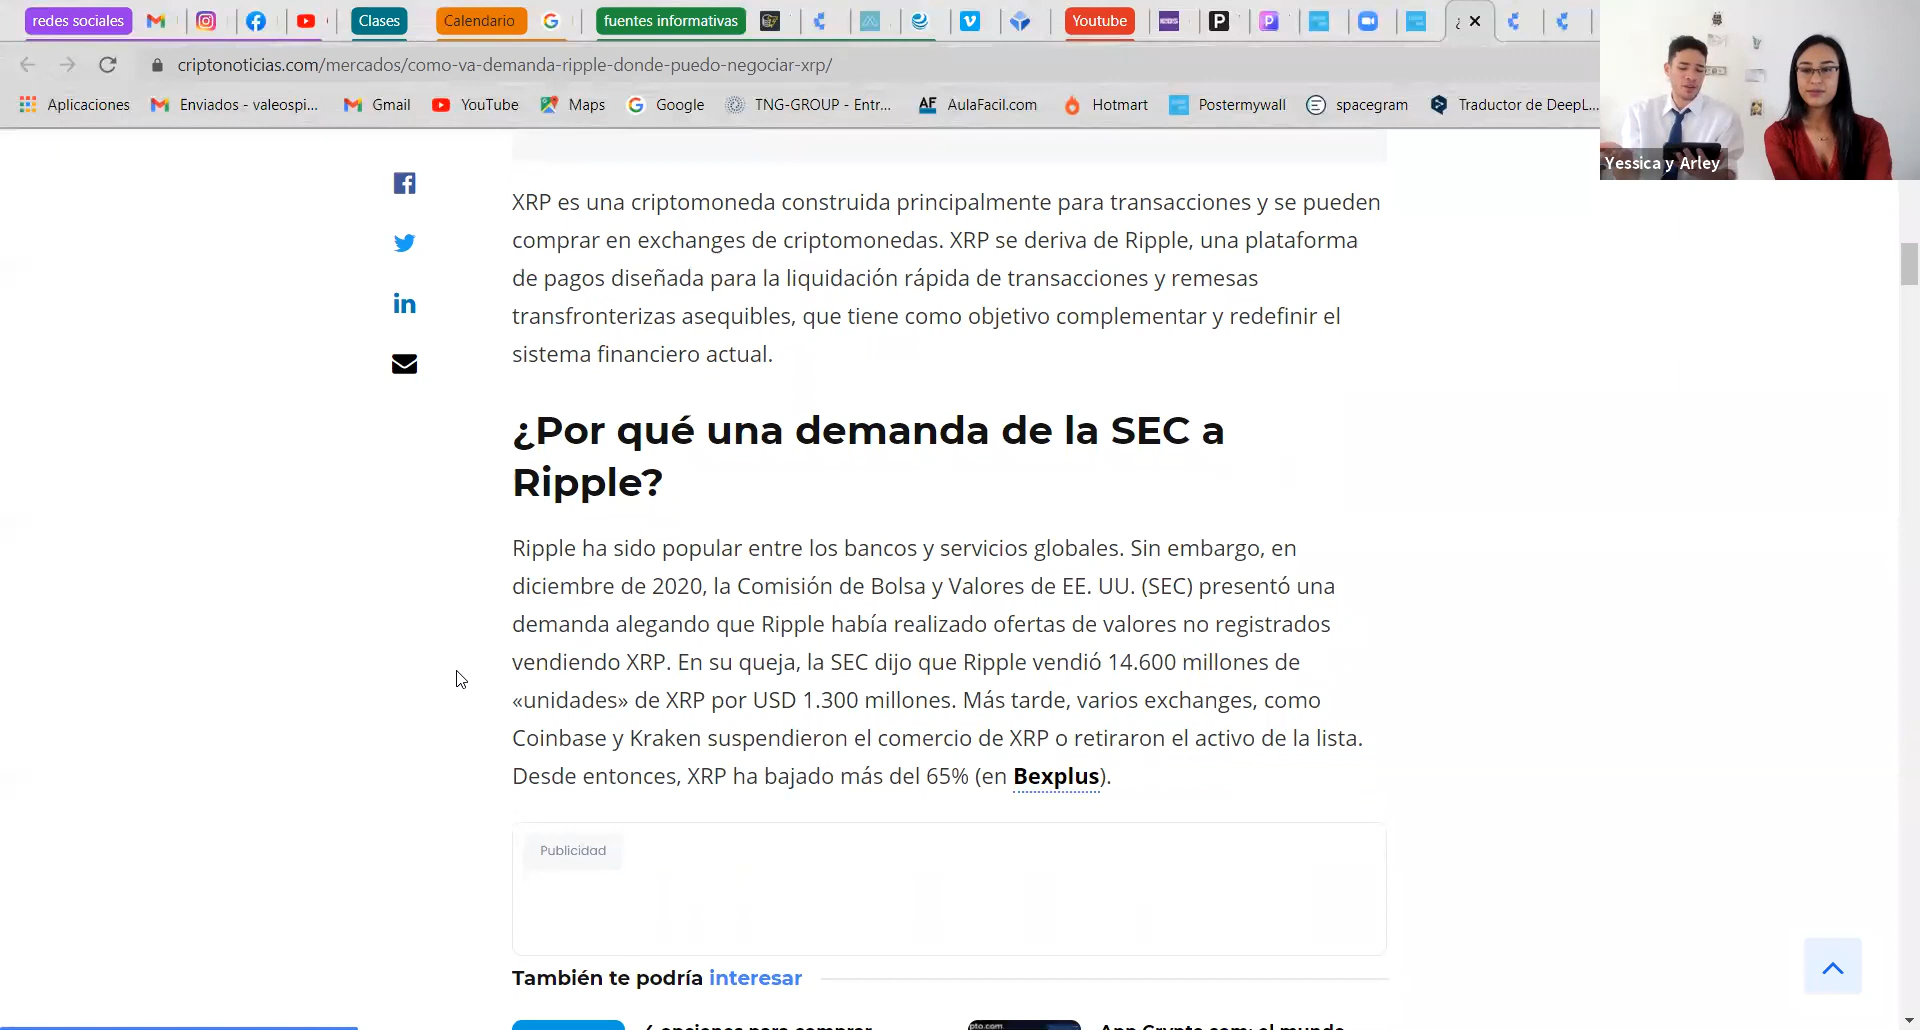 redes sociales Clases Calendario fuentes informativas Youtube
criptonoticias.com/mercados/como-va-demanda-ripple-donde-puedo-negociar-xrp/
Aplicaciones Enviados - valeospi... Gmail YouTube Maps Google TNG-GROUP - Entr... AulaFacil.com Hotmart Postermywall spacegram Traductor de DeepL...
Yessica y Arley
XRP es una criptomoneda construida principalmente para transacciones y se pueden
comprar en exchanges de criptomonedas. XRP se deriva de Ripple, una plataforma
de pagos diseñada para la liquidación rápida de transacciones y remesas
transfronterizas asequibles, que tiene como objetivo complementar y redefinir el
sistema financiero actual.
¿Por qué una demanda de la SEC a
Ripple?
Ripple ha sido popular entre los bancos y servicios globales. Sin embargo, en
diciembre de 2020, la Comisión de Bolsa y Valores de EE. UU. (SEC) presentó una
demanda alegando que Ripple había realizado ofertas de valores no registrados
vendiendo XRP. En su queja, la SEC dijo que Ripple vendió 14.600 millones de
«unidades» de XRP por USD 1.300 millones. Más tarde, varios exchanges, como
Coinbase y Kraken suspendieron el comercio de XRP o retiraron el activo de la lista.
Desde entonces, XRP ha bajado más del 65% (en Bexplus).
Publicidad
También te podría interesar
4 opciones para comprar App Crypto.com: el mundo